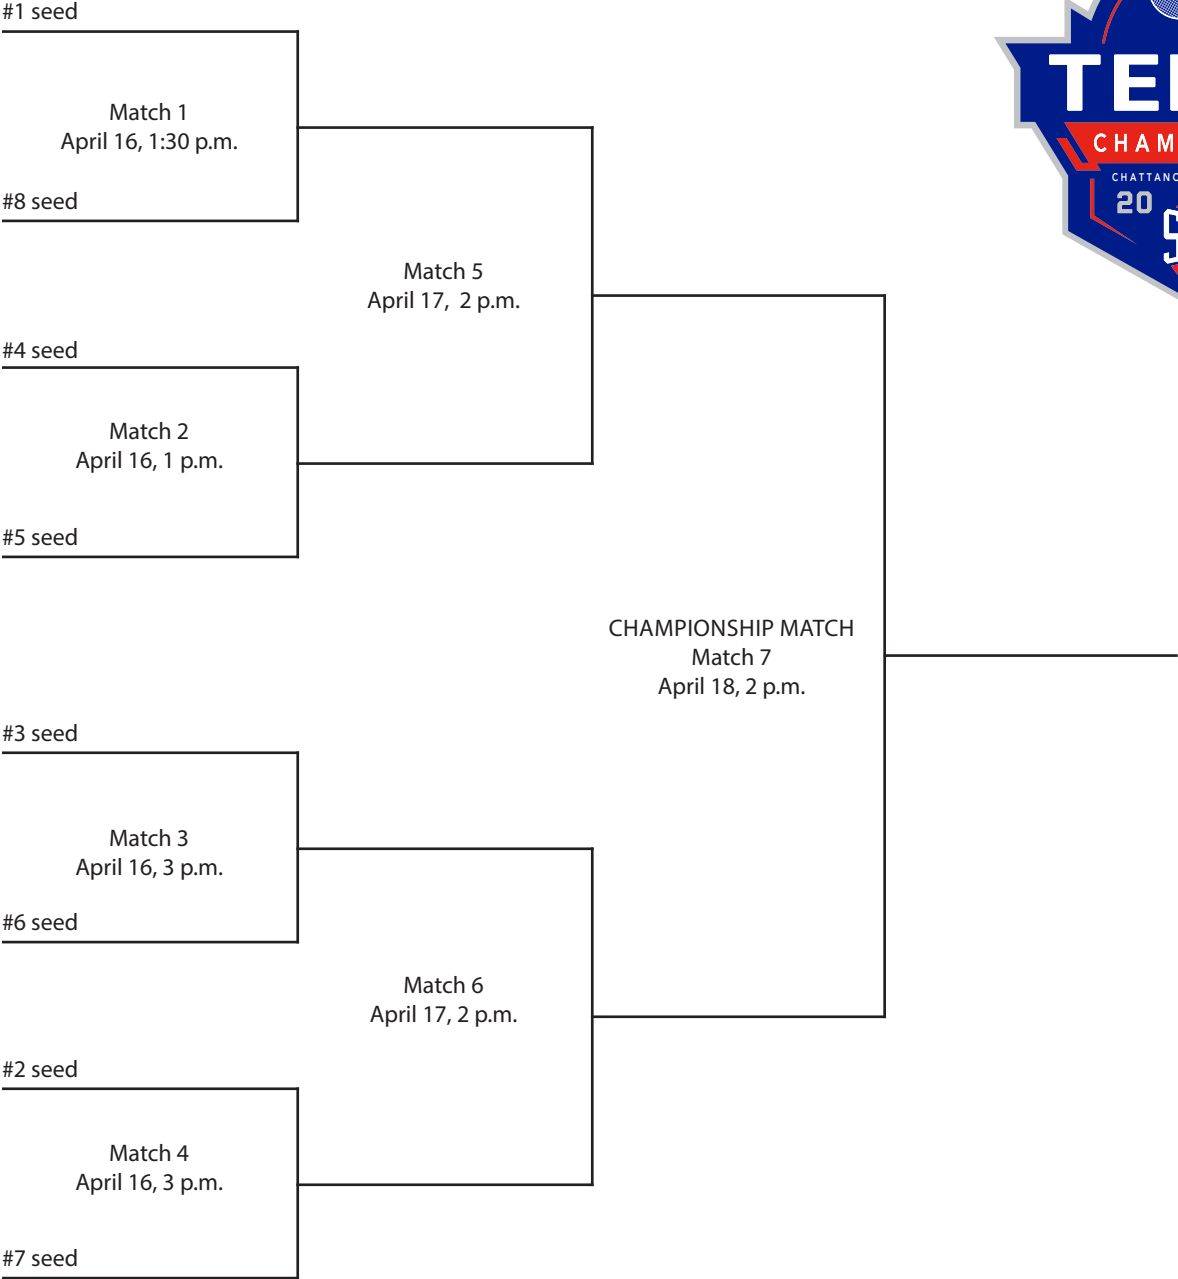 #1 seed
Match 1
April 16, 1:30 p.m.
#8 seed
Match 5
April 17, 2 p.m.
#4 seed
Match 2
April 16, 1 p.m.
#5 seed
CHAMPIONSHIP MATCH
Match 7
April 18, 2 p.m.
#3 seed
Match 3
April 16, 3 p.m.
#6 seed
Match 6
April 17, 2 p.m.
#2 seed
Match 4
April 16, 3 p.m.
#7 seed
20